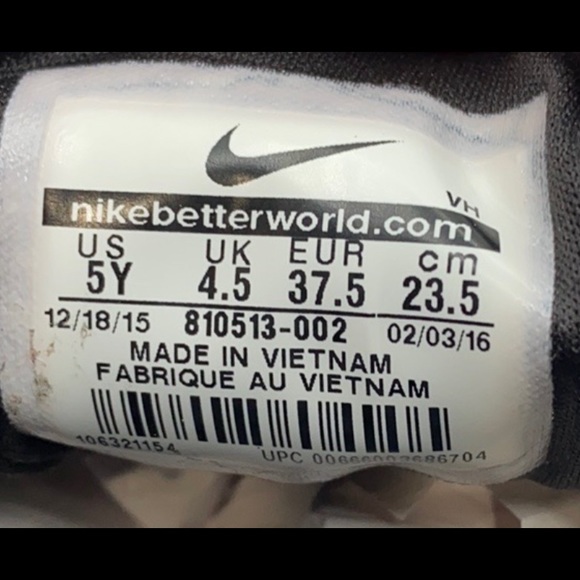 VH
nikebetterworld.com
US UK EUR cm
5Y 4.5 37.5 23.5
12/18/15 810513-002 02/03/16
MADE IN VIETNAM
FABRIQUE AU VIETNAM
106321154
UPC